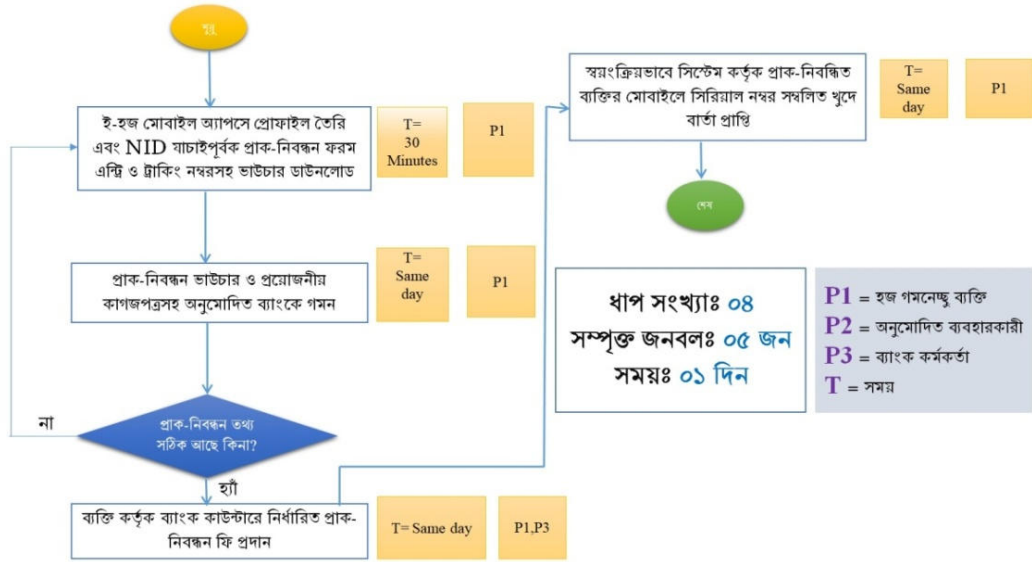 শুরু
ই-হজ মোবাইল অ্যাপসে প্রোফাইল তৈরি
এবং NID যাচাইপূর্বক প্রাক-নিবন্ধন ফরম
এন্ট্রি ও ট্রাকিং নম্বরসহ ভাউচার ডাউনলোড
T=
30
Minutes
P1
প্রাক-নিবন্ধন ভাউচার ও প্রয়োজনীয়
কাগজপত্রসহ অনুমোদিত ব্যাংকে গমন
T=
Same
day
P1
প্রাক-নিবন্ধন তথ্য
সঠিক আছে কিনা?
না
হ্যাঁ
ব্যক্তি কর্তৃক ব্যাংক কাউন্টারে নির্ধারিত প্রাক-
নিবন্ধন ফি প্রদান
T= Same day
P1,P3
স্বয়ংক্রিয়ভাবে সিস্টেম কর্তৃক প্রাক-নিবন্ধিত
ব্যক্তির মোবাইলে সিরিয়াল নম্বর সম্বলিত খুদে
বার্তা প্রাপ্তি
T=
Same
day
P1
শেষ
ধাপ সংখ্যাঃ ০৪
সম্পৃক্ত জনবলঃ ০৫ জন
সময়ঃ ০১ দিন
P1 = হজ গমনেচ্ছু ব্যক্তি
P2 = অনুমোদিত ব্যবহারকারী
P3 = ব্যাংক কর্মকর্তা
T = সময়